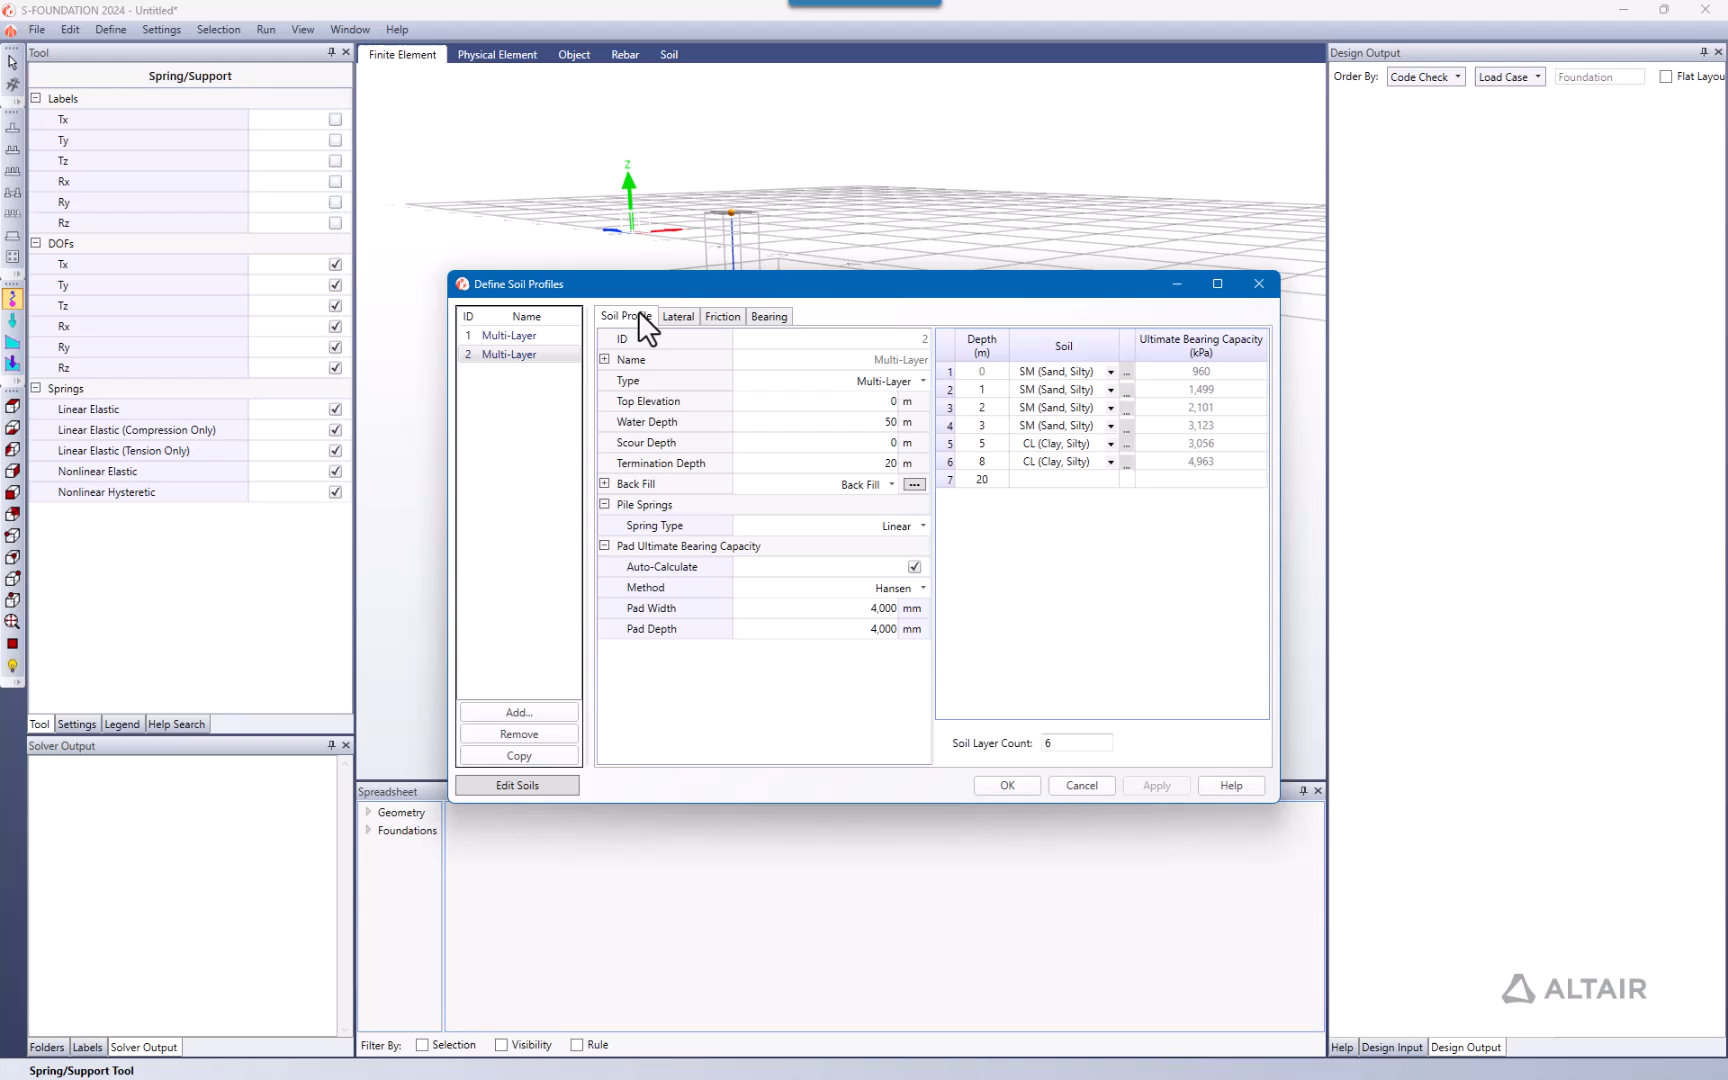 S-FOUNDATION 2024 - Untitled*
File Edit Define Settings Selection Run View Window Help
Tool
Spring/Support
Labels
Tx
Ty
Tz
Rx
Ry
Rz
DOFs
Tx
Ty
Tz
Rx
Ry
Rz
Springs
Linear Elastic
Linear Elastic (Compression Only)
Linear Elastic (Tension Only)
Nonlinear Elastic
Nonlinear Hysteretic
Tool Settings Legend Help Search
Solver Output
Folders Labels Solver Output
Spring/Support Tool
Finite Element Physical Element Object Rebar Soil
Z
Define Soil Profiles
ID Name
1 Multi-Layer
2 Multi-Layer
Add...
Remove
Copy
Edit Soils
Soil Profile Lateral Friction Bearing
ID 2
Name Multi-Layer
Type Multi-Layer
Top Elevation 0 m
Water Depth 50 m
Scour Depth 0 m
Termination Depth 20 m
Back Fill Back Fill ...
Pile Springs
Spring Type Linear
Pad Ultimate Bearing Capacity
Auto-Calculate
Method Hansen
Pad Width 4,000 mm
Pad Depth 4,000 mm
Depth (m) Soil Ultimate Bearing Capacity (kPa)
1 0 SM (Sand, Silty) ... 960
2 1 SM (Sand, Silty) ... 1,499
3 2 SM (Sand, Silty) ... 2,101
4 3 SM (Sand, Silty) ... 3,123
5 5 CL (Clay, Silty) ... 3,056
6 8 CL (Clay, Silty) ... 4,963
7 20
Soil Layer Count: 6
OK Cancel Apply Help
Spreadsheet
Geometry
Foundations
Filter By: Selection Visibility Rule
Design Output
Order By: Code Check Load Case Foundation Flat Layou
ALTAIR
Help Design Input Design Output